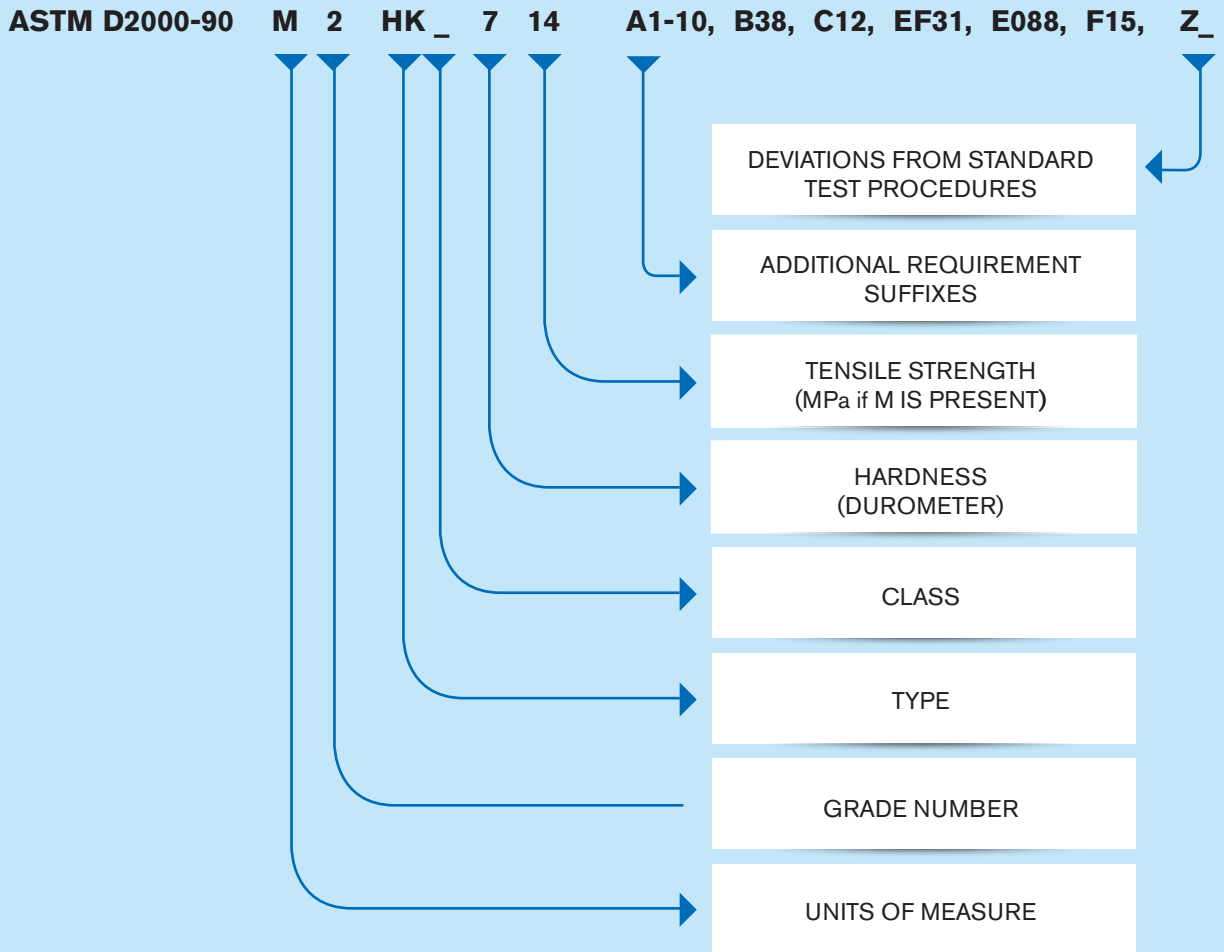 ASTM D2000-90 M 2 HK _ 7 14 A1-10, B38, C12, EF31, E088, F15, Z_
DEVIATIONS FROM STANDARD
TEST PROCEDURES
ADDITIONAL REQUIREMENT
SUFFIXES
TENSILE STRENGTH
(MPa if M IS PRESENT)
HARDNESS
(DUROMETER)
CLASS
TYPE
GRADE NUMBER
UNITS OF MEASURE